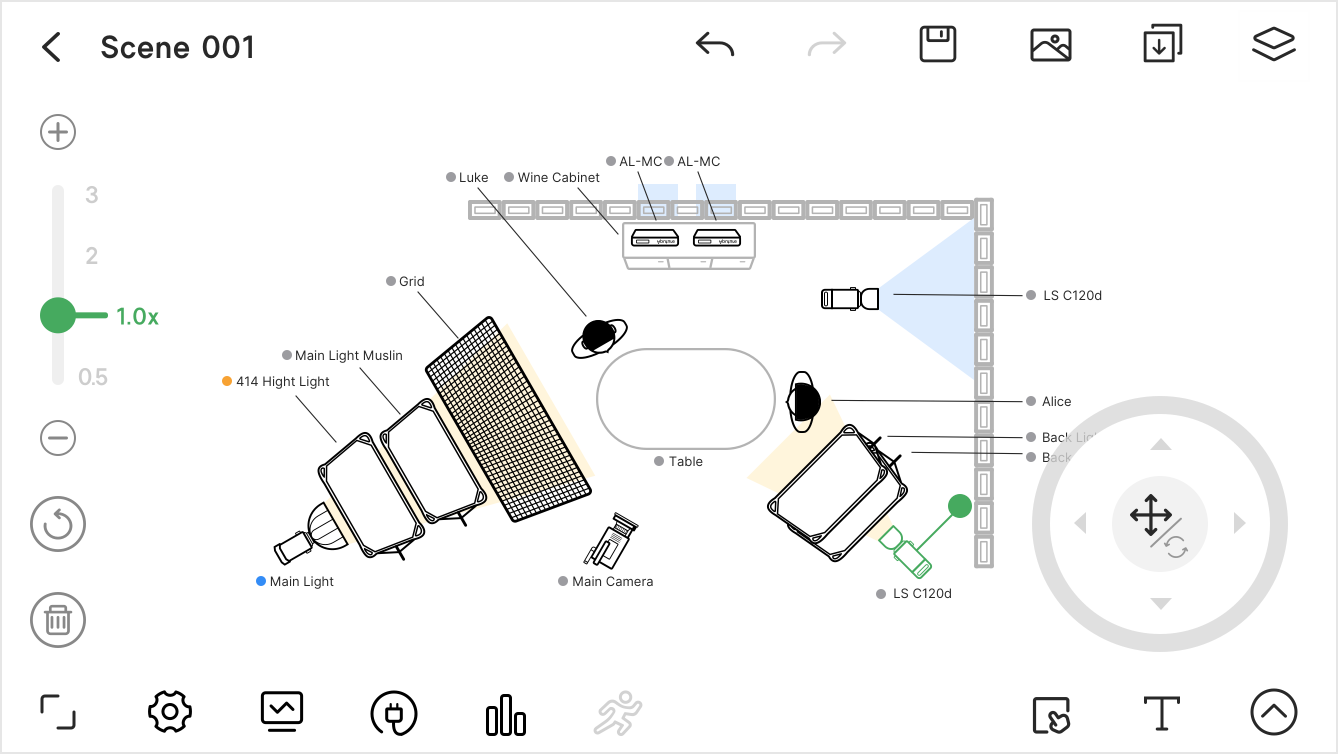 Scene 001
AL-MC
AL-MC
Luke
Wine Cabinet
3
2
Grid
LS C120d
1.0x
Main Light Muslin
414 Hight Light
0.5
Alice
Back
Back
Table
Main Light
Main Camera
LS C120d